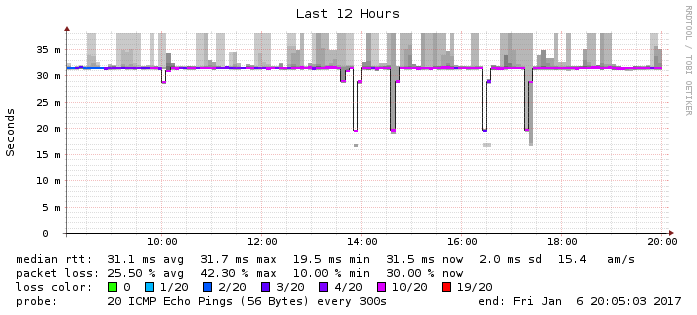 Last 12 Hours
RRDTOOL / TOBI OETIKER
Seconds
35 m
30 m
25 m
20 m
15 m
10 m
5 m
0
10:00 12:00 14:00 16:00 18:00 20:00
median rtt: 31.1 ms avg 31.7 ms max 19.5 ms min 31.5 ms now 2.0 ms sd 15.4 am/s
packet loss: 25.50 % avg 42.30 % max 10.00 % min 30.00 % now
loss color: 0 1/20 2/20 3/20 4/20 10/20 19/20
probe: 20 ICMP Echo Pings (56 Bytes) every 300s end: Fri Jan 6 20:05:03 2017